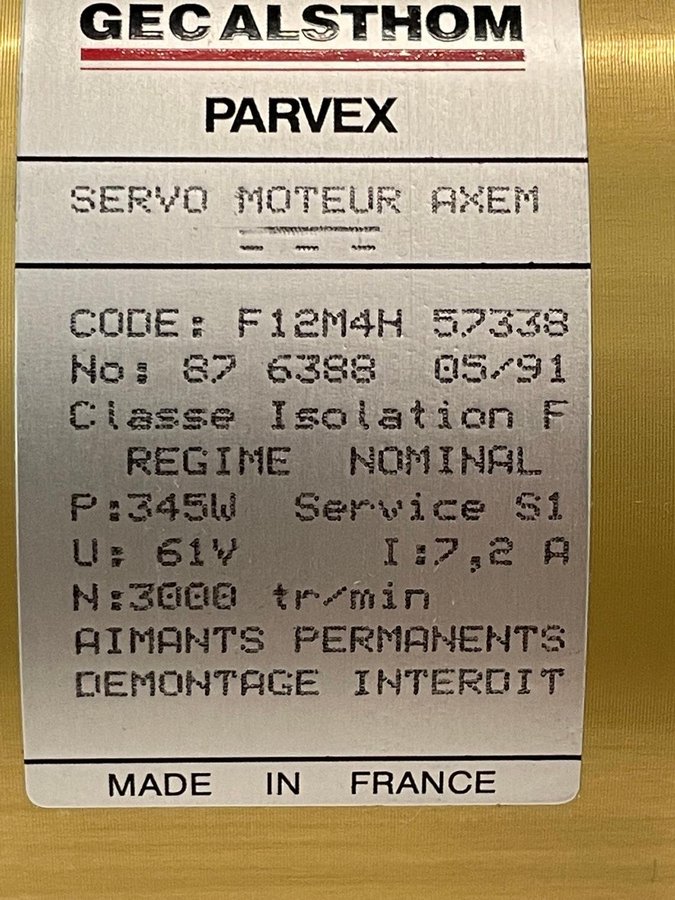 GEC ALSTHOM
PARVEX
SERVO MOTEUR AXEM
CODE: F12M4H 57338
No: 87 6388 05/91
Classe Isolation F
REGIME NOMINAL
P:345W Service S1
U: 61V I:7,2 A
N:3000 tr/min
AIMANTS PERMANENTS
DEMONTAGE INTERDIT
MADE IN FRANCE